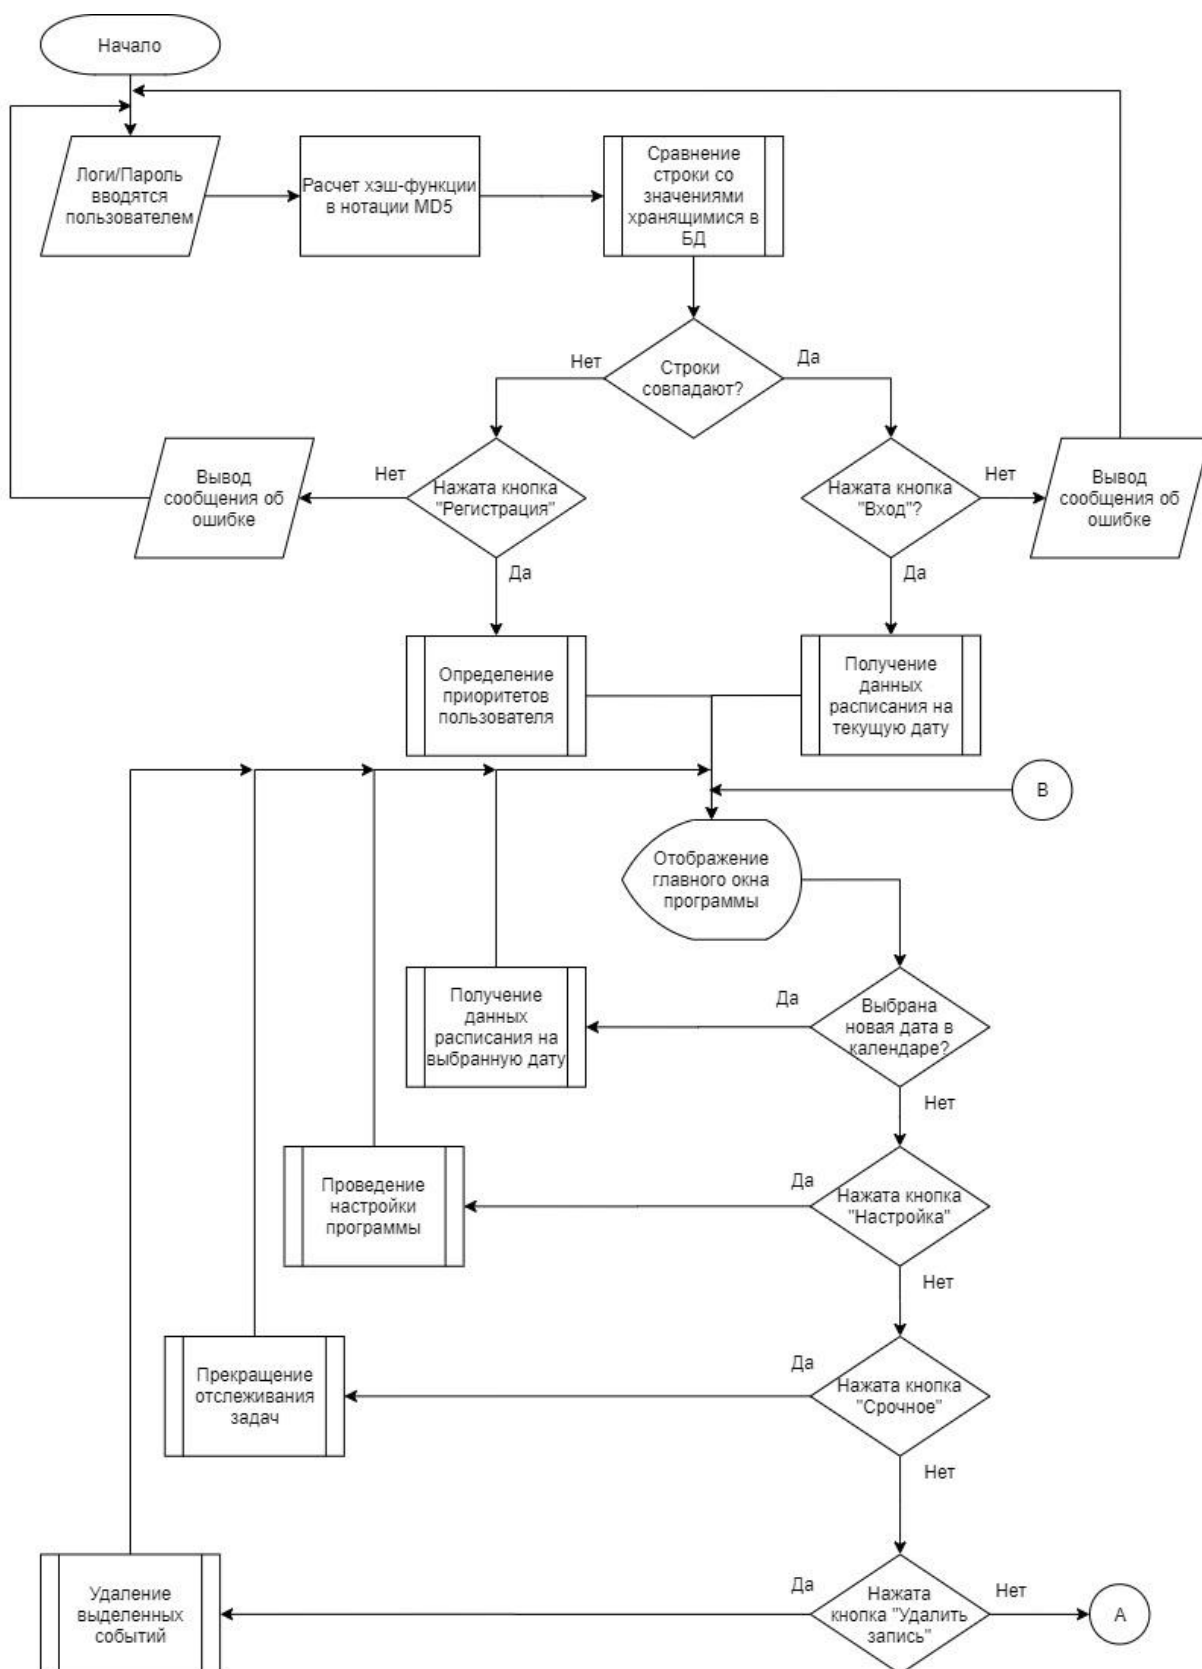 Начало
Логи/Пароль
вводятся
пользователем
Расчет хэш-функции
в нотации MD5
Сравнение
строки со
значениями
хранящимися в
БД
Строки
совпадают?
Нет
Да
Вывод
сообщения об
ошибке
Нет
Нажата кнопка
"Регистрация"
Да
Нажата кнопка
"Вход"?
Нет
Да
Вывод
сообщения об
ошибке
Определение
приоритетов
пользователя
Получение
данных
расписания на
текущую дату
В
Отображение
главного окна
программы
Получение
данных
расписания на
выбранную дату
Да
Выбрана
новая дата в
календаре?
Нет
Проведение
настройки
программы
Да
Нажата кнопка
"Настройка"
Нет
Прекращение
отслеживания
задач
Да
Нажата кнопка
"Срочное"
Нет
Удаление
выделенных
событий
Да
Нажата
кнопка "Удалить
запись"
Нет
А